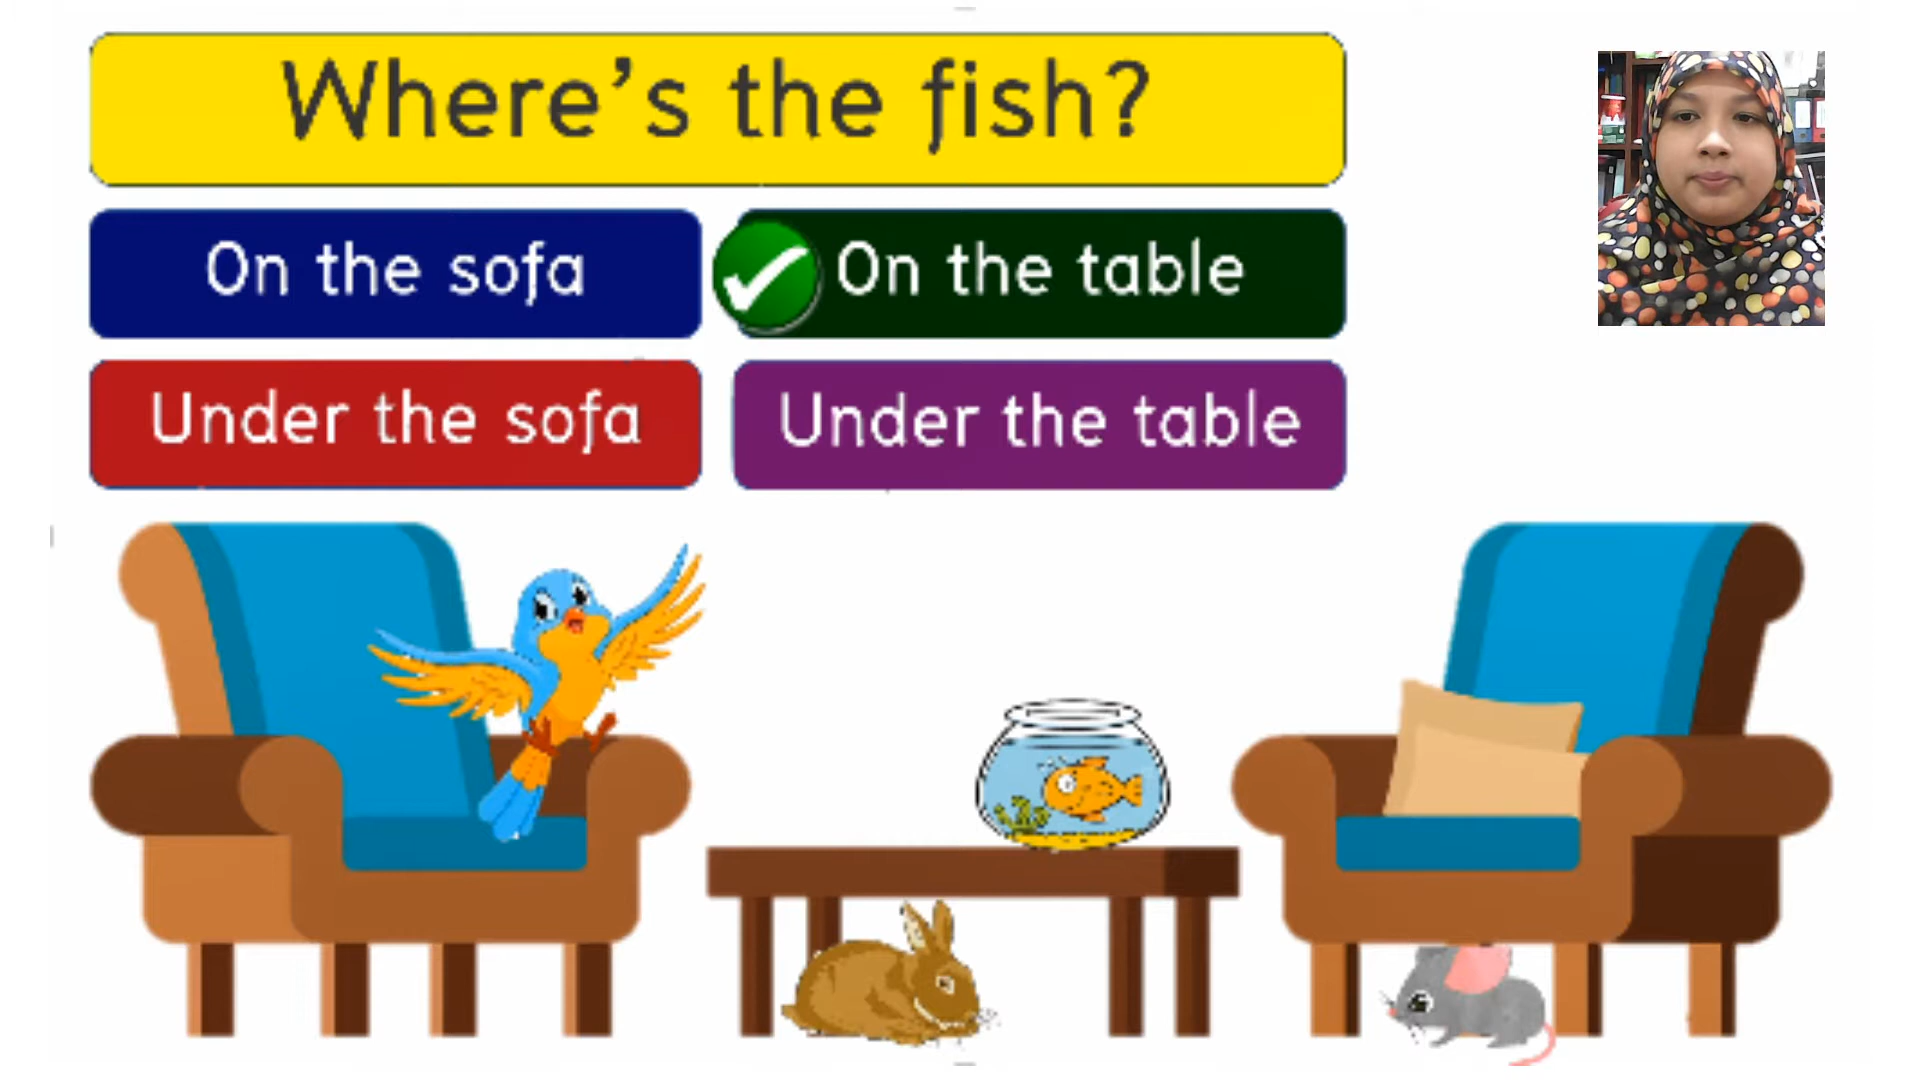 Where's the fish?
On the sofa
On the table
Under the sofa
Under the table